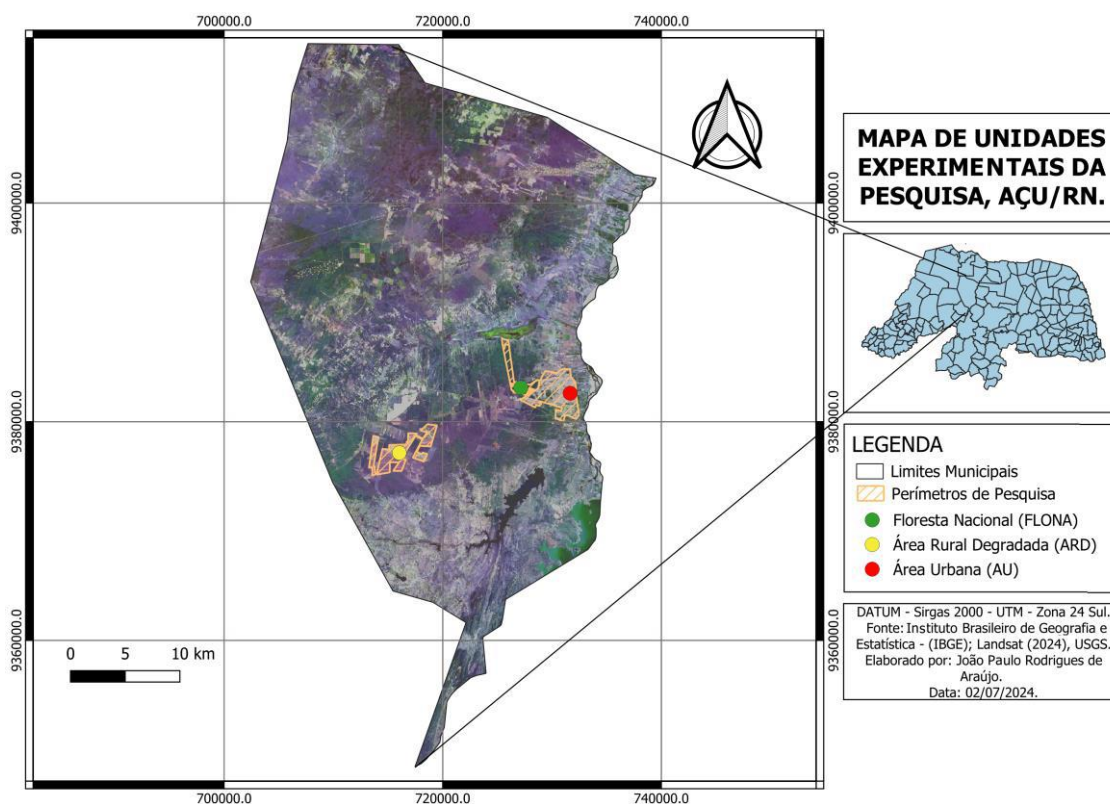 700000.0 720000.0 740000.0
MAPA DE UNIDADES
EXPERIMENTAIS DA
PESQUISA, AÇU/RN.
9400000.0 9400000.0
9380000.0 9380000.0
9360000.0 9360000.0
LEGENDA
Limites Municipais
Perímetros de Pesquisa
Floresta Nacional (FLONA)
Área Rural Degradada (ARD)
Área Urbana (AU)
DATUM - Sirgas 2000 - UTM - Zona 24 Sul.
Fonte: Instituto Brasileiro de Geografia e
Estatística - (IBGE); Landsat (2024), USGS.
Elaborado por: João Paulo Rodrigues de
Araújo.
Data: 02/07/2024.
0 5 10 km
700000.0 720000.0 740000.0